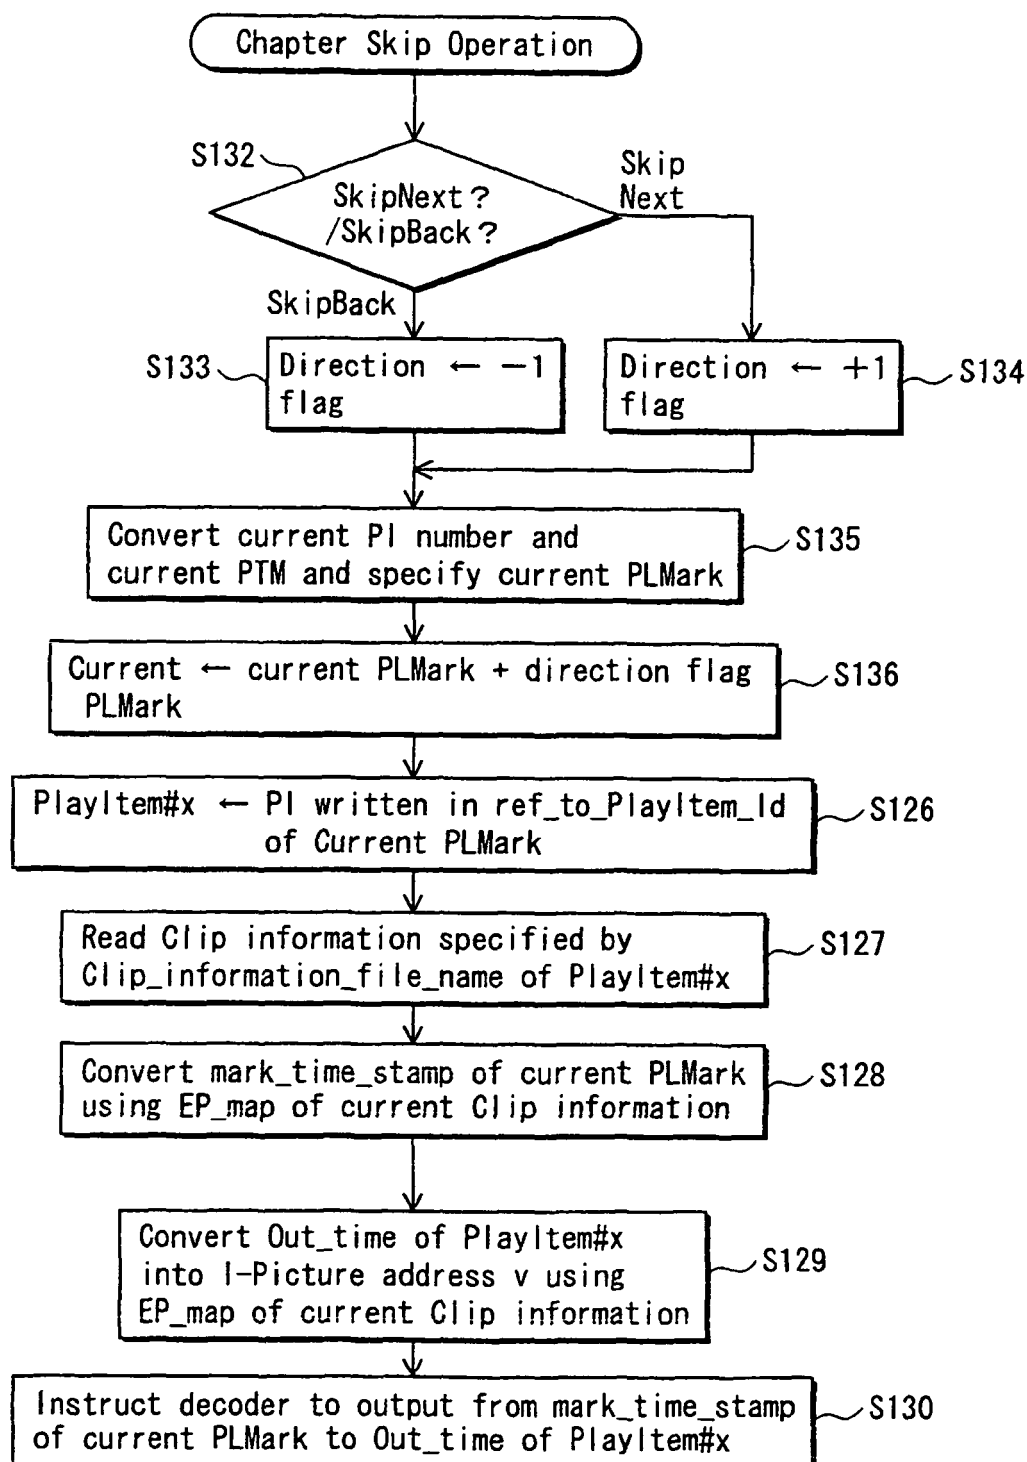 Chapter Skip Operation
S132
SkipNext?
/SkipBack?
Skip
Next
SkipBack
S133
Direction ← −1
flag
Direction ← +1
flag
S134
Convert current PI number and
current PTM and specify current PLMark
S135
Current ← current PLMark + direction flag
PLMark
S136
PlayItem#x ← PI written in ref_to_PlayItem_Id
of Current PLMark
S126
Read Clip information specified by
Clip_information_file_name of PlayItem#x
S127
Convert mark_time_stamp of current PLMark
using EP_map of current Clip information
S128
Convert Out_time of PlayItem#x
into I-Picture address v using
EP_map of current Clip information
S129
Instruct decoder to output from mark_time_stamp
of current PLMark to Out_time of PlayItem#x
S130